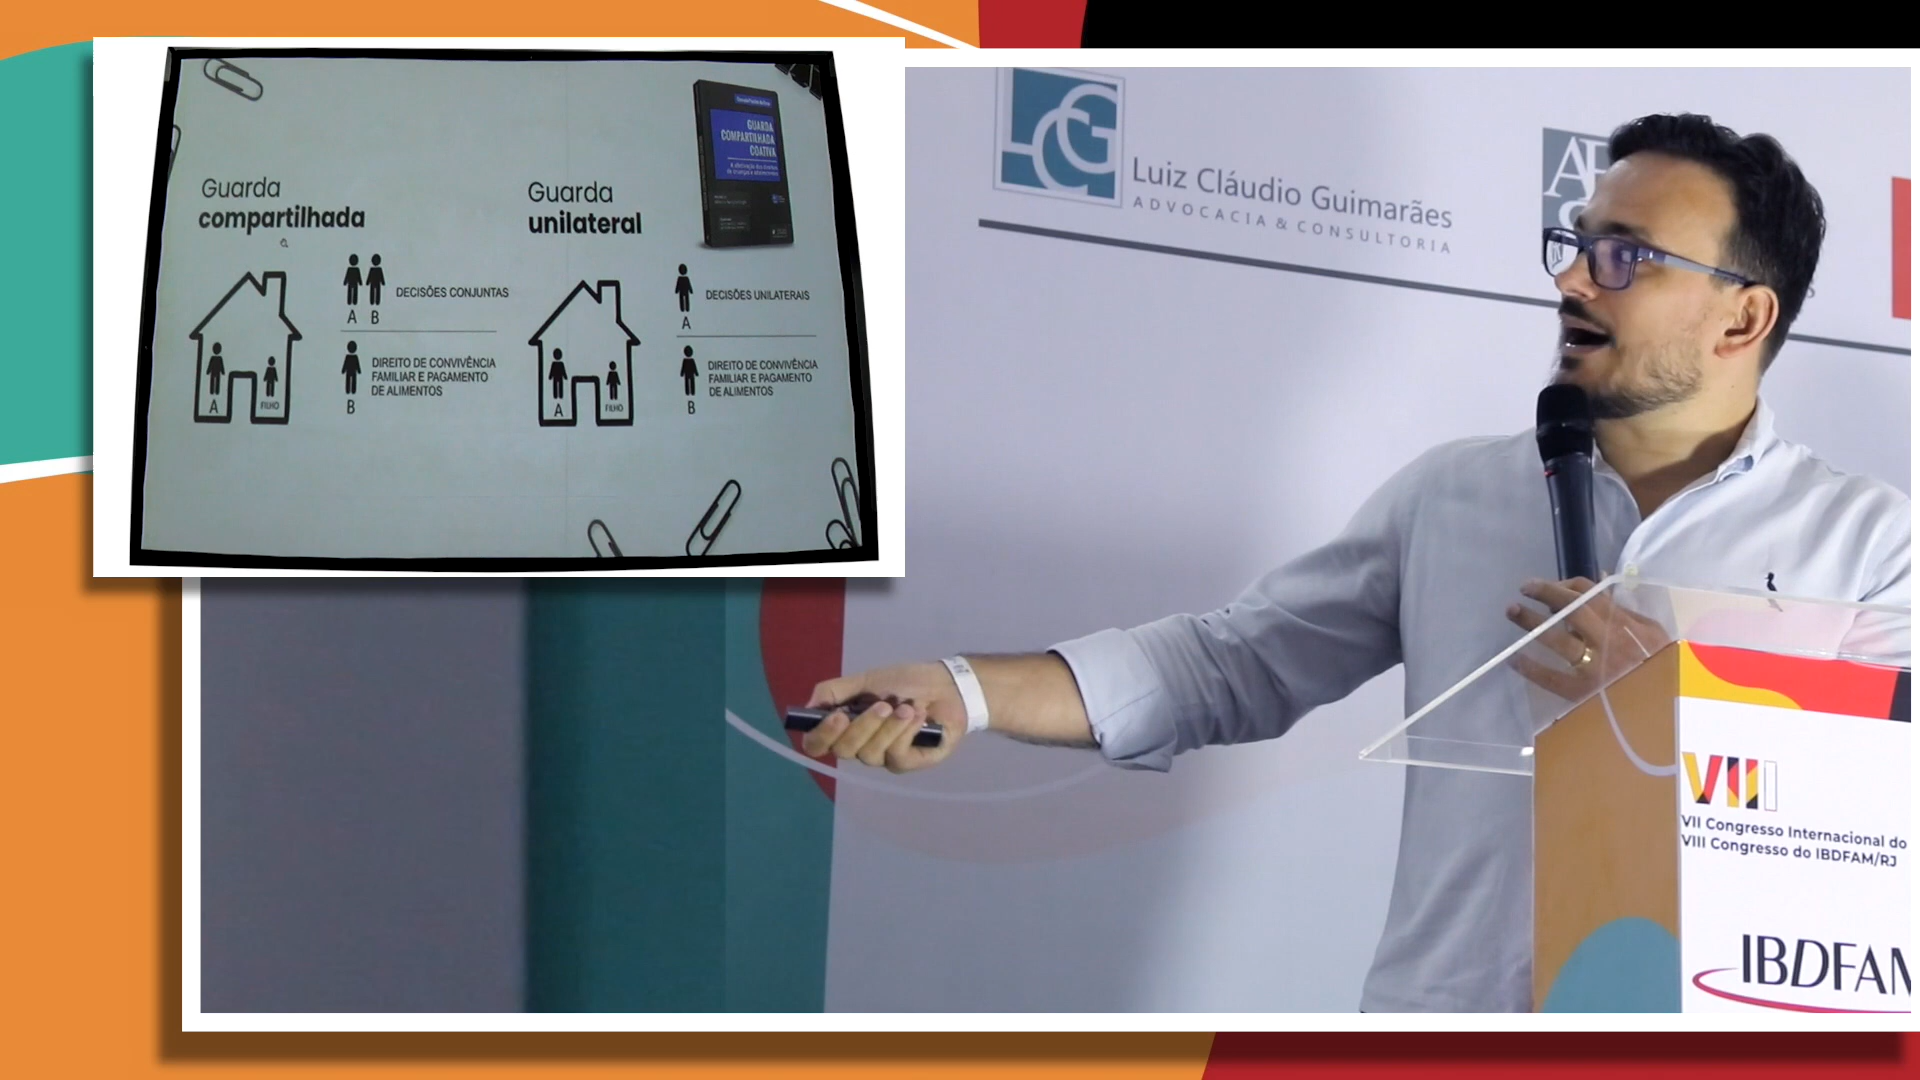 Guarda
compartilhada
DECISÕES CONJUNTAS
A B
DIREITO DE CONVIVÊNCIA
FAMILIAR E PAGAMENTO
DE ALIMENTOS
B
A
FILHO
Guarda
unilateral
DECISÕES UNILATERAIS
A
DIREITO DE CONVIVÊNCIA
FAMILIAR E PAGAMENTO
DE ALIMENTOS
B
A
FILHO
GUARDA
COMPARTILHADA
COATIVA
LCG
Luiz Cláudio Guimarães
ADVOCACIA & CONSULTORIA
VIII
VII Congresso Internacional do
VIII Congresso do IBDFAM/RJ
IBDFAM